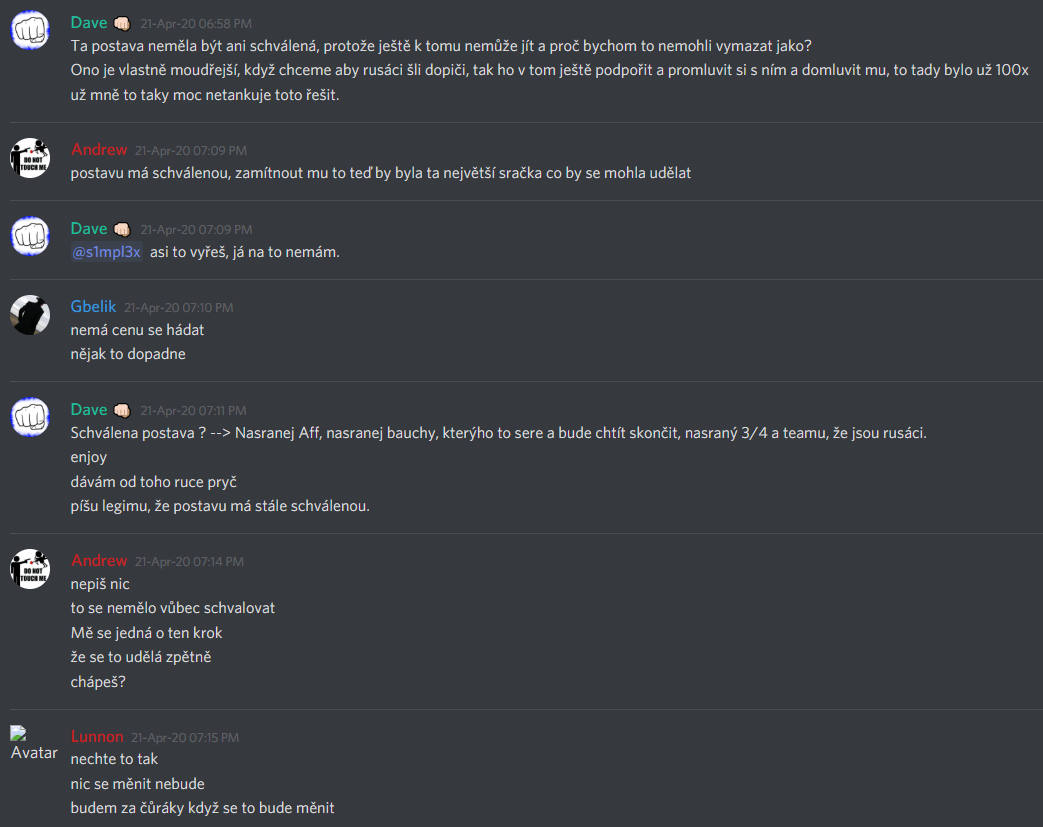 Dave 👊🏻 21-Apr-20 06:58 PM
Ta postava neměla být ani schválená, protože ještě k tomu nemůže jít a proč bychom to nemohli vymazat jako?
Ono je vlastně moudřejší, když chceme aby rusáci šli dopiči, tak ho v tom ještě podpořit a promluvit si s ním a domluvit mu, to tady bylo už 100x
už mně to taky moc netankuje toto řešit.
DO NOT
TOUCH ME
Andrew 21-Apr-20 07:09 PM
postavu má schválenou, zamítnout mu to teď by byla ta největší sračka co by se mohla udělat
Dave 👊🏻 21-Apr-20 07:09 PM
@s1mpl3x asi to vyřeš, já na to nemám.
Gbelik 21-Apr-20 07:10 PM
nemá cenu se hádat
nějak to dopadne
Dave 👊🏻 21-Apr-20 07:11 PM
Schválena postava ? --> Nasranej Aff, nasranej bauchy, kterýho to sere a bude chtít skončit, nasraný 3/4 a teamu, že jsou rusáci.
enjoy
dávám od toho ruce pryč
píšu legimu, že postavu má stále schválenou.
DO NOT
TOUCH ME
Andrew 21-Apr-20 07:14 PM
nepiš nic
to se nemělo vůbec schvalovat
Mě se jedná o ten krok
že se to udělá zpětně
chápeš?
Avatar
Lunnon 21-Apr-20 07:15 PM
nechte to tak
nic se měnit nebude
budem za čůráky když se to bude měnit